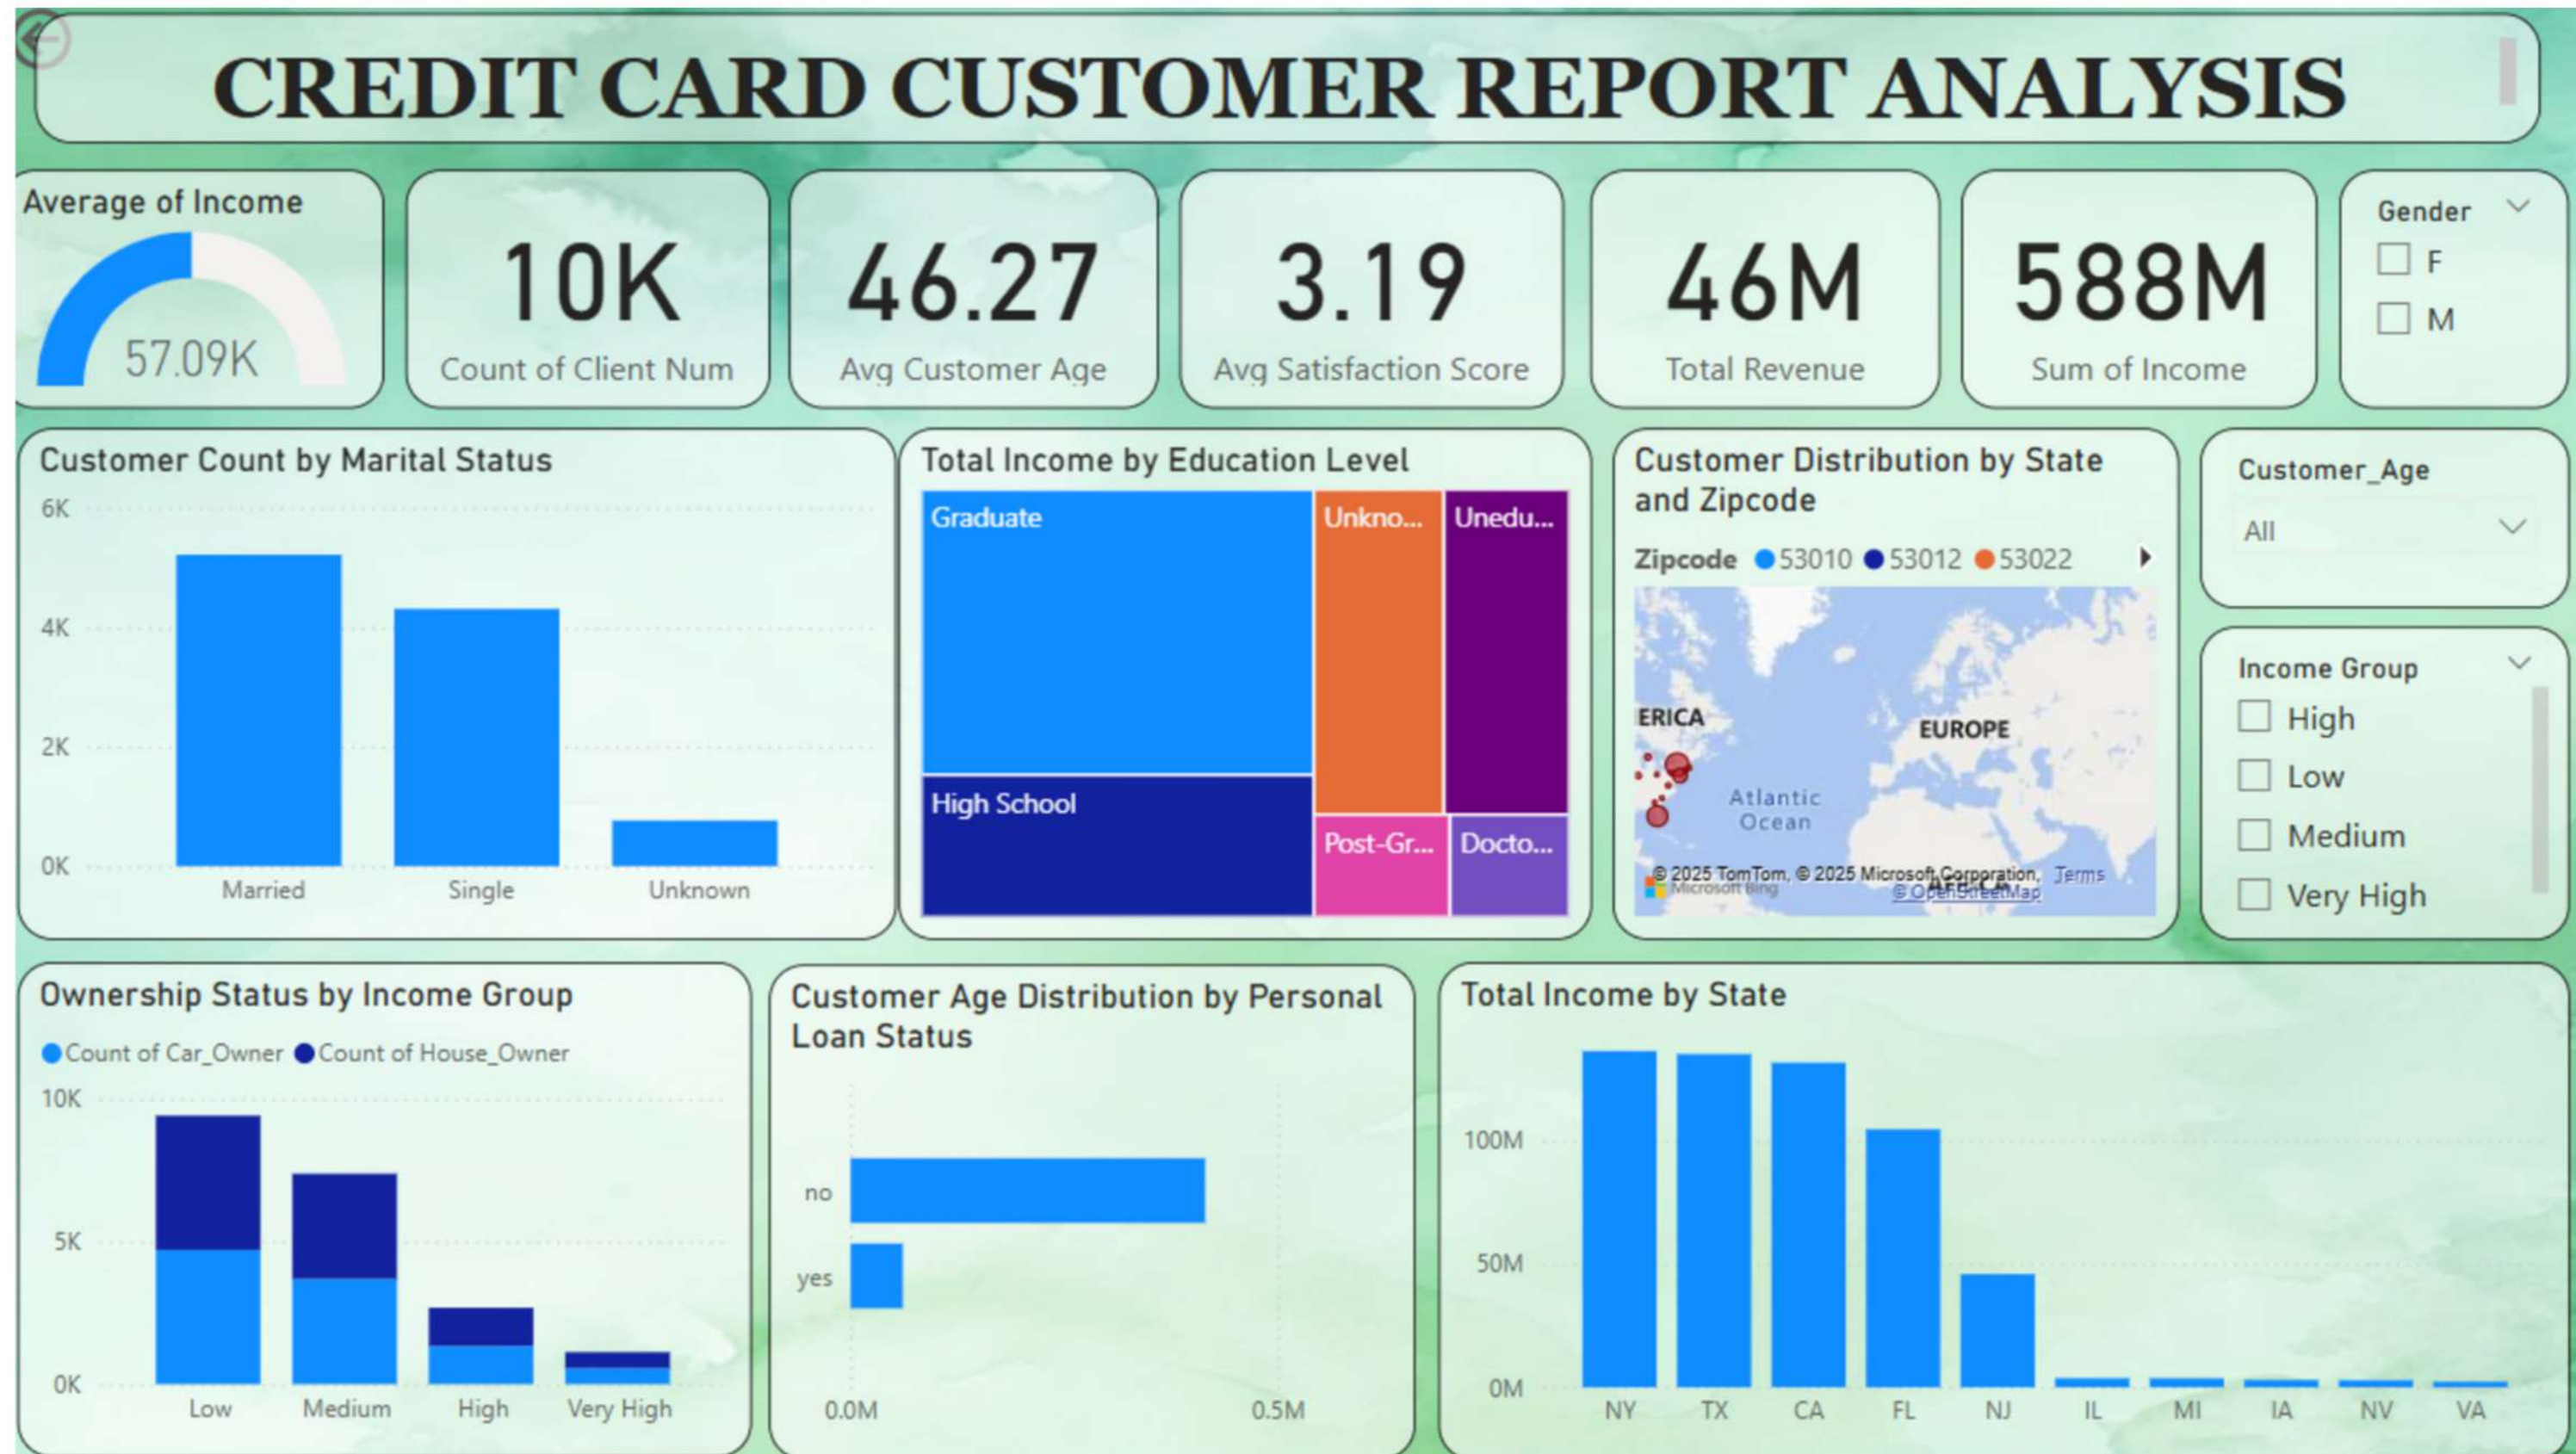 CREDIT CARD CUSTOMER REPORT ANALYSIS
Average of Income
57.09K
10K
Count of Client Num
46.27
Avg Customer Age
3.19
Avg Satisfaction Score
46M
Total Revenue
588M
Sum of Income
Gender
F
M
Customer Count by Marital Status
6K
4K
2K
0K
Married Single Unknown
Total Income by Education Level
Graduate
High School
Unkno...
Unedu...
Post-Gr...
Docto...
Customer Distribution by State
and Zipcode
Zipcode 53010 53012 53022
ERICA
EUROPE
Atlantic
Ocean
© 2025 TomTom, © 2025 Microsoft Corporation, Terms
Microsoft Bing © OpenStreetMap
Customer_Age
All
Income Group
High
Low
Medium
Very High
Ownership Status by Income Group
Count of Car_Owner Count of House_Owner
10K
5K
0K
Low Medium High Very High
Customer Age Distribution by Personal
Loan Status
no
yes
0.0M 0.5M
Total Income by State
100M
50M
0M
NY TX CA FL NJ IL MI IA NV VA